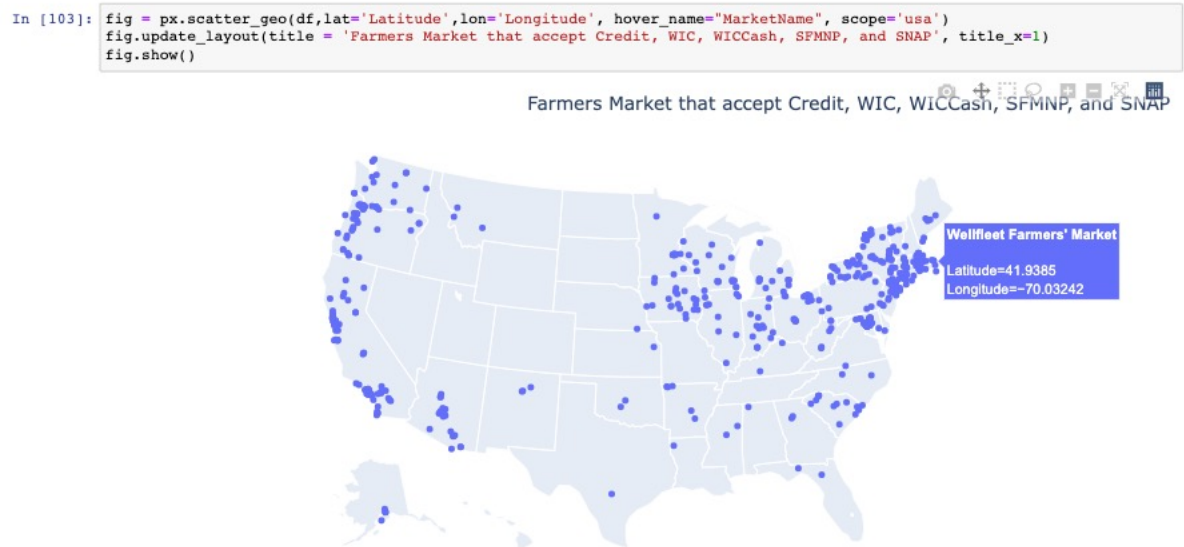 In [103]: fig = px.scatter_geo(df,lat='Latitude',lon='Longitude', hover_name="MarketName", scope='usa')
fig.update_layout(title = 'Farmers Market that accept Credit, WIC, WICCash, SFMNP, and SNAP', title_x=1)
fig.show()
Farmers Market that accept Credit, WIC, WICCash, SFMNP, and SNAP
Wellfleet Farmers' Market
Latitude=41.9385
Longitude=−70.03242